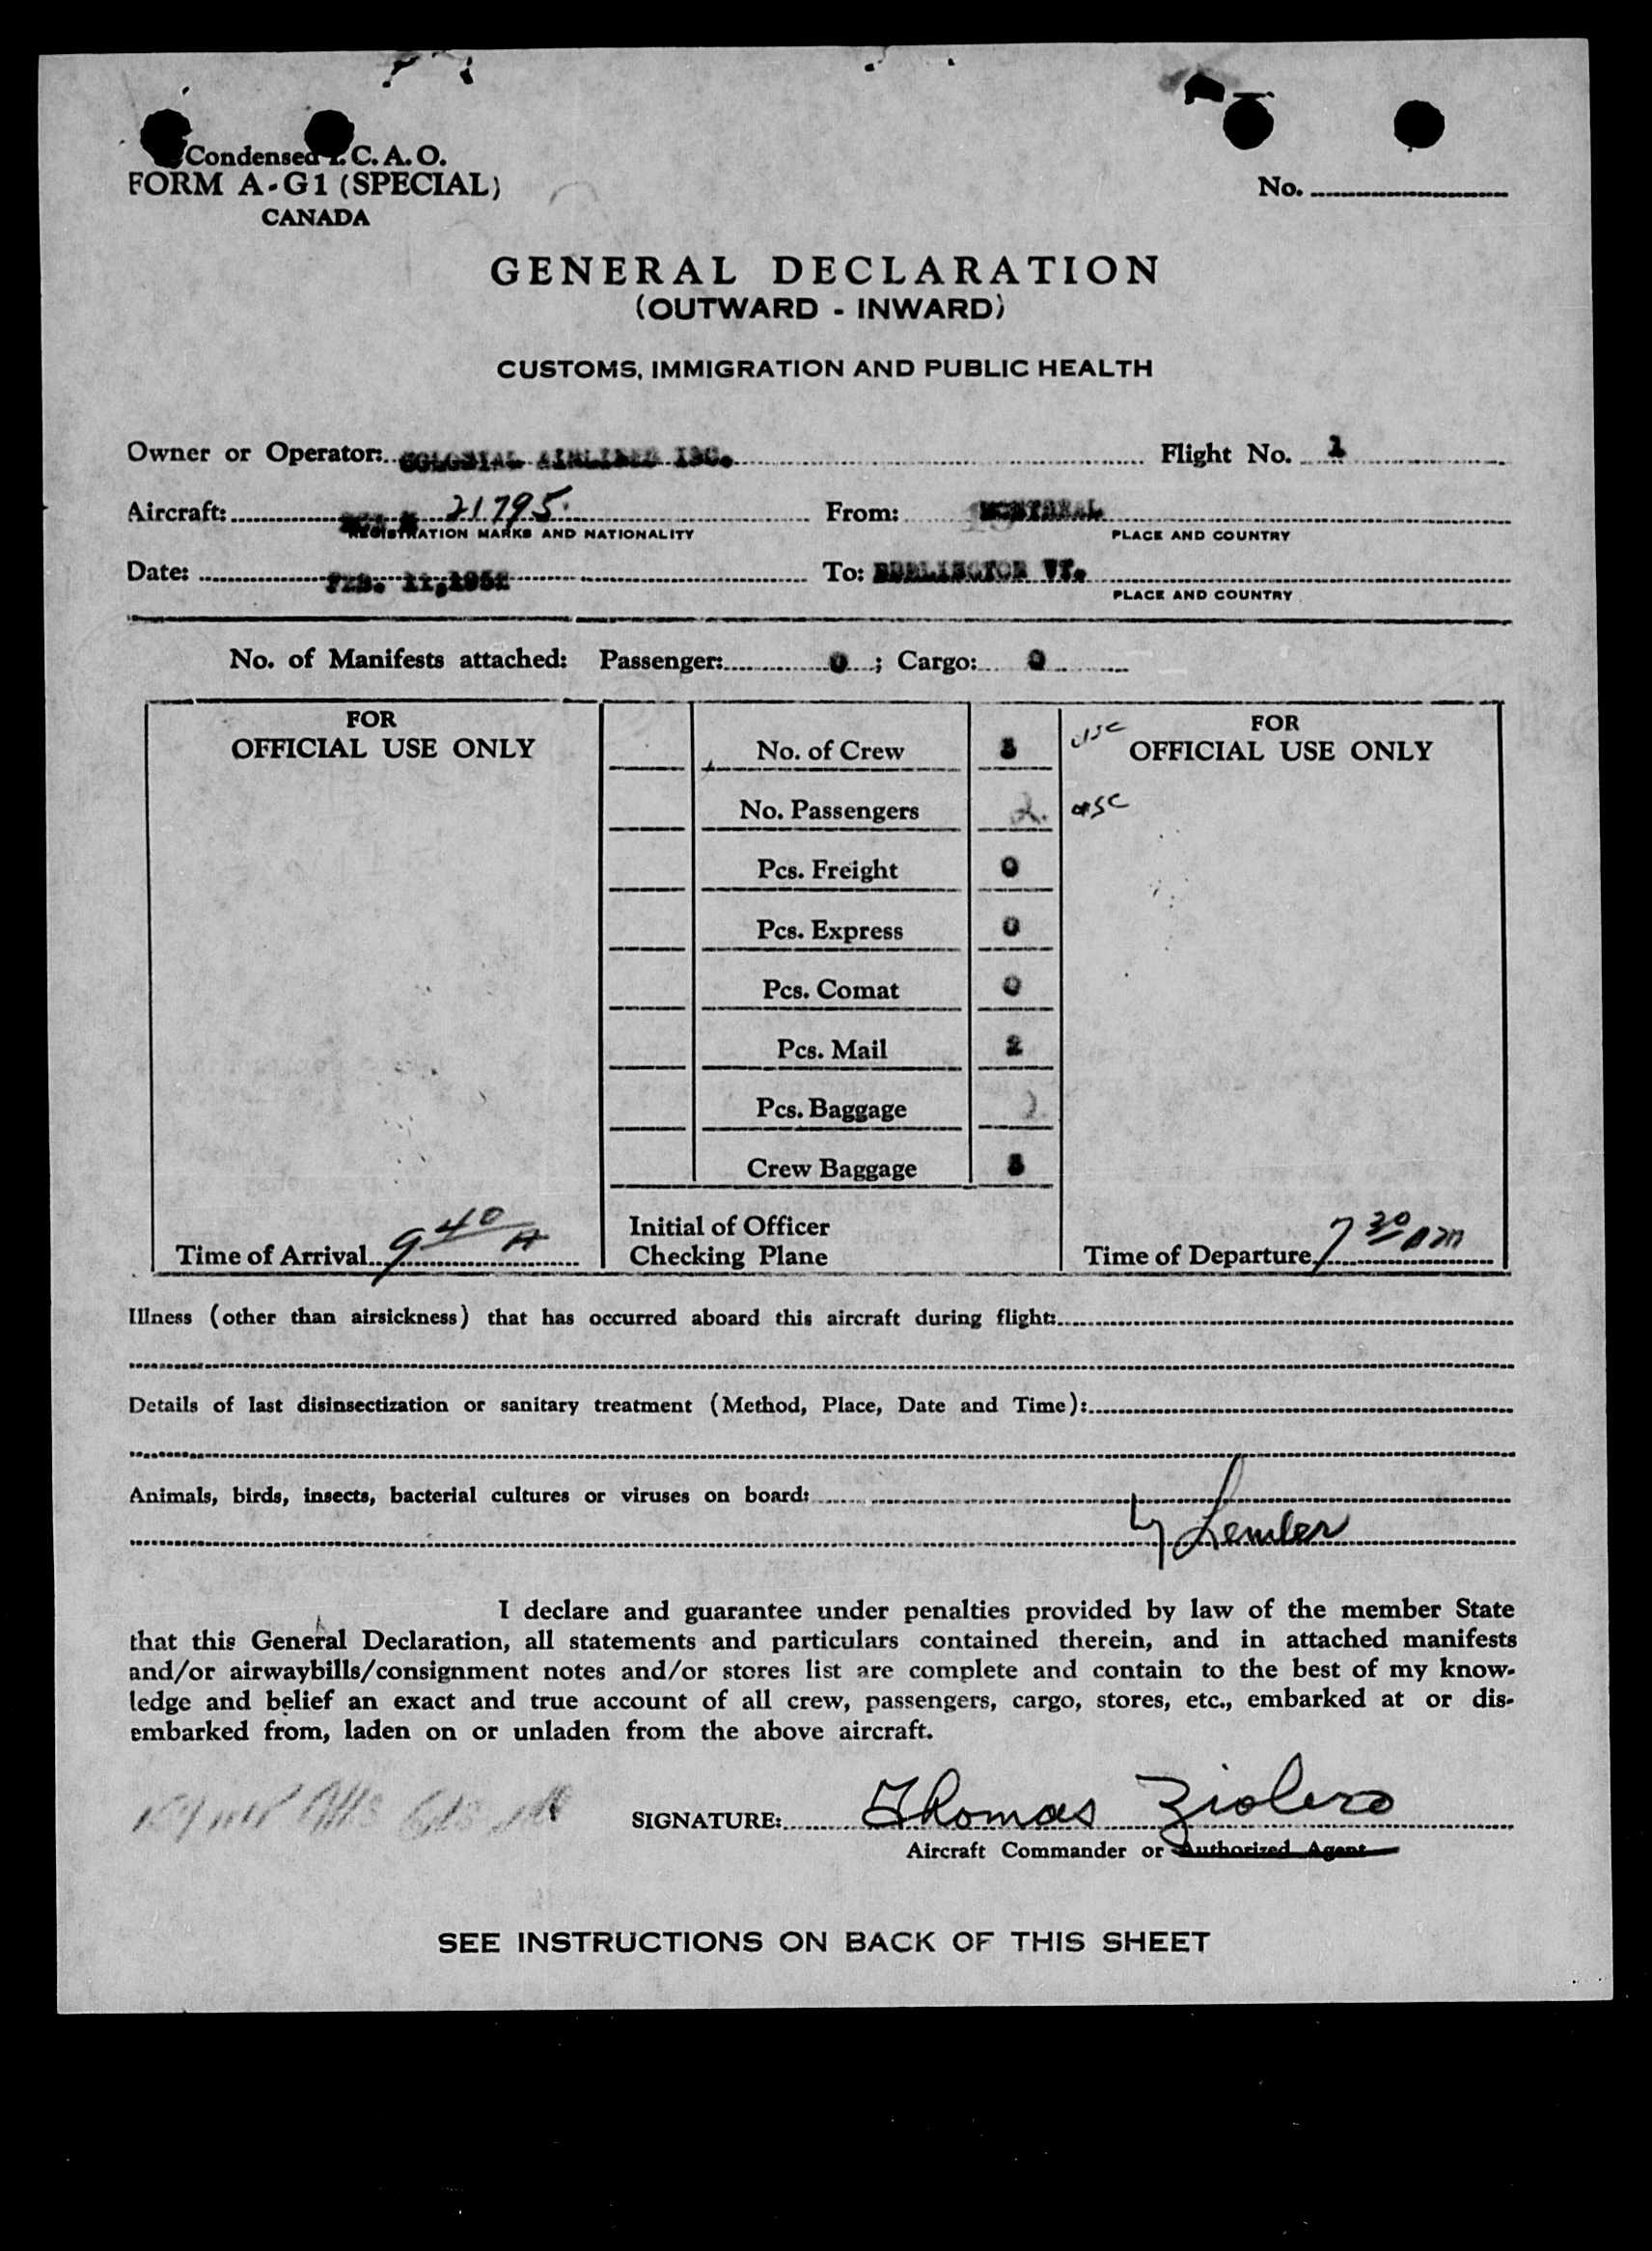 Condensed I.C.A.O.
FORM A-G1 (SPECIAL)
CANADA
No.
GENERAL DECLARATION
(OUTWARD - INWARD)
CUSTOMS, IMMIGRATION AND PUBLIC HEALTH
Owner or Operator: COLONIAL AIRLINES INC. Flight No. 1
Aircraft: 21795 From: MONTREAL
REGISTRATION MARKS AND NATIONALITY PLACE AND COUNTRY
Date: FEB. 11,1952 To: BURLINGTON VT.
PLACE AND COUNTRY
No. of Manifests attached: Passenger: 0 ; Cargo: 0
FOR
OFFICIAL USE ONLY
No. of Crew 3
No. Passengers 2
Pcs. Freight 0
Pcs. Express 0
Pcs. Comat 0
Pcs. Mail 2
Pcs. Baggage
Crew Baggage 3
usc
FOR
OFFICIAL USE ONLY
usc
Time of Arrival 9 40 A
Initial of Officer
Checking Plane
Time of Departure 7 30 am
Illness (other than airsickness) that has occurred aboard this aircraft during flight:
Details of last disinsectization or sanitary treatment (Method, Place, Date and Time):
Animals, birds, insects, bacterial cultures or viruses on board:
I declare and guarantee under penalties provided by law of the member State
that this General Declaration, all statements and particulars contained therein, and in attached manifests
and/or airwaybills/consignment notes and/or stores list are complete and contain to the best of my know-
ledge and belief an exact and true account of all crew, passengers, cargo, stores, etc., embarked at or dis-
embarked from, laden on or unladen from the above aircraft.
SIGNATURE: Thomas Ziolero
Aircraft Commander or Authorized Agent
SEE INSTRUCTIONS ON BACK OF THIS SHEET